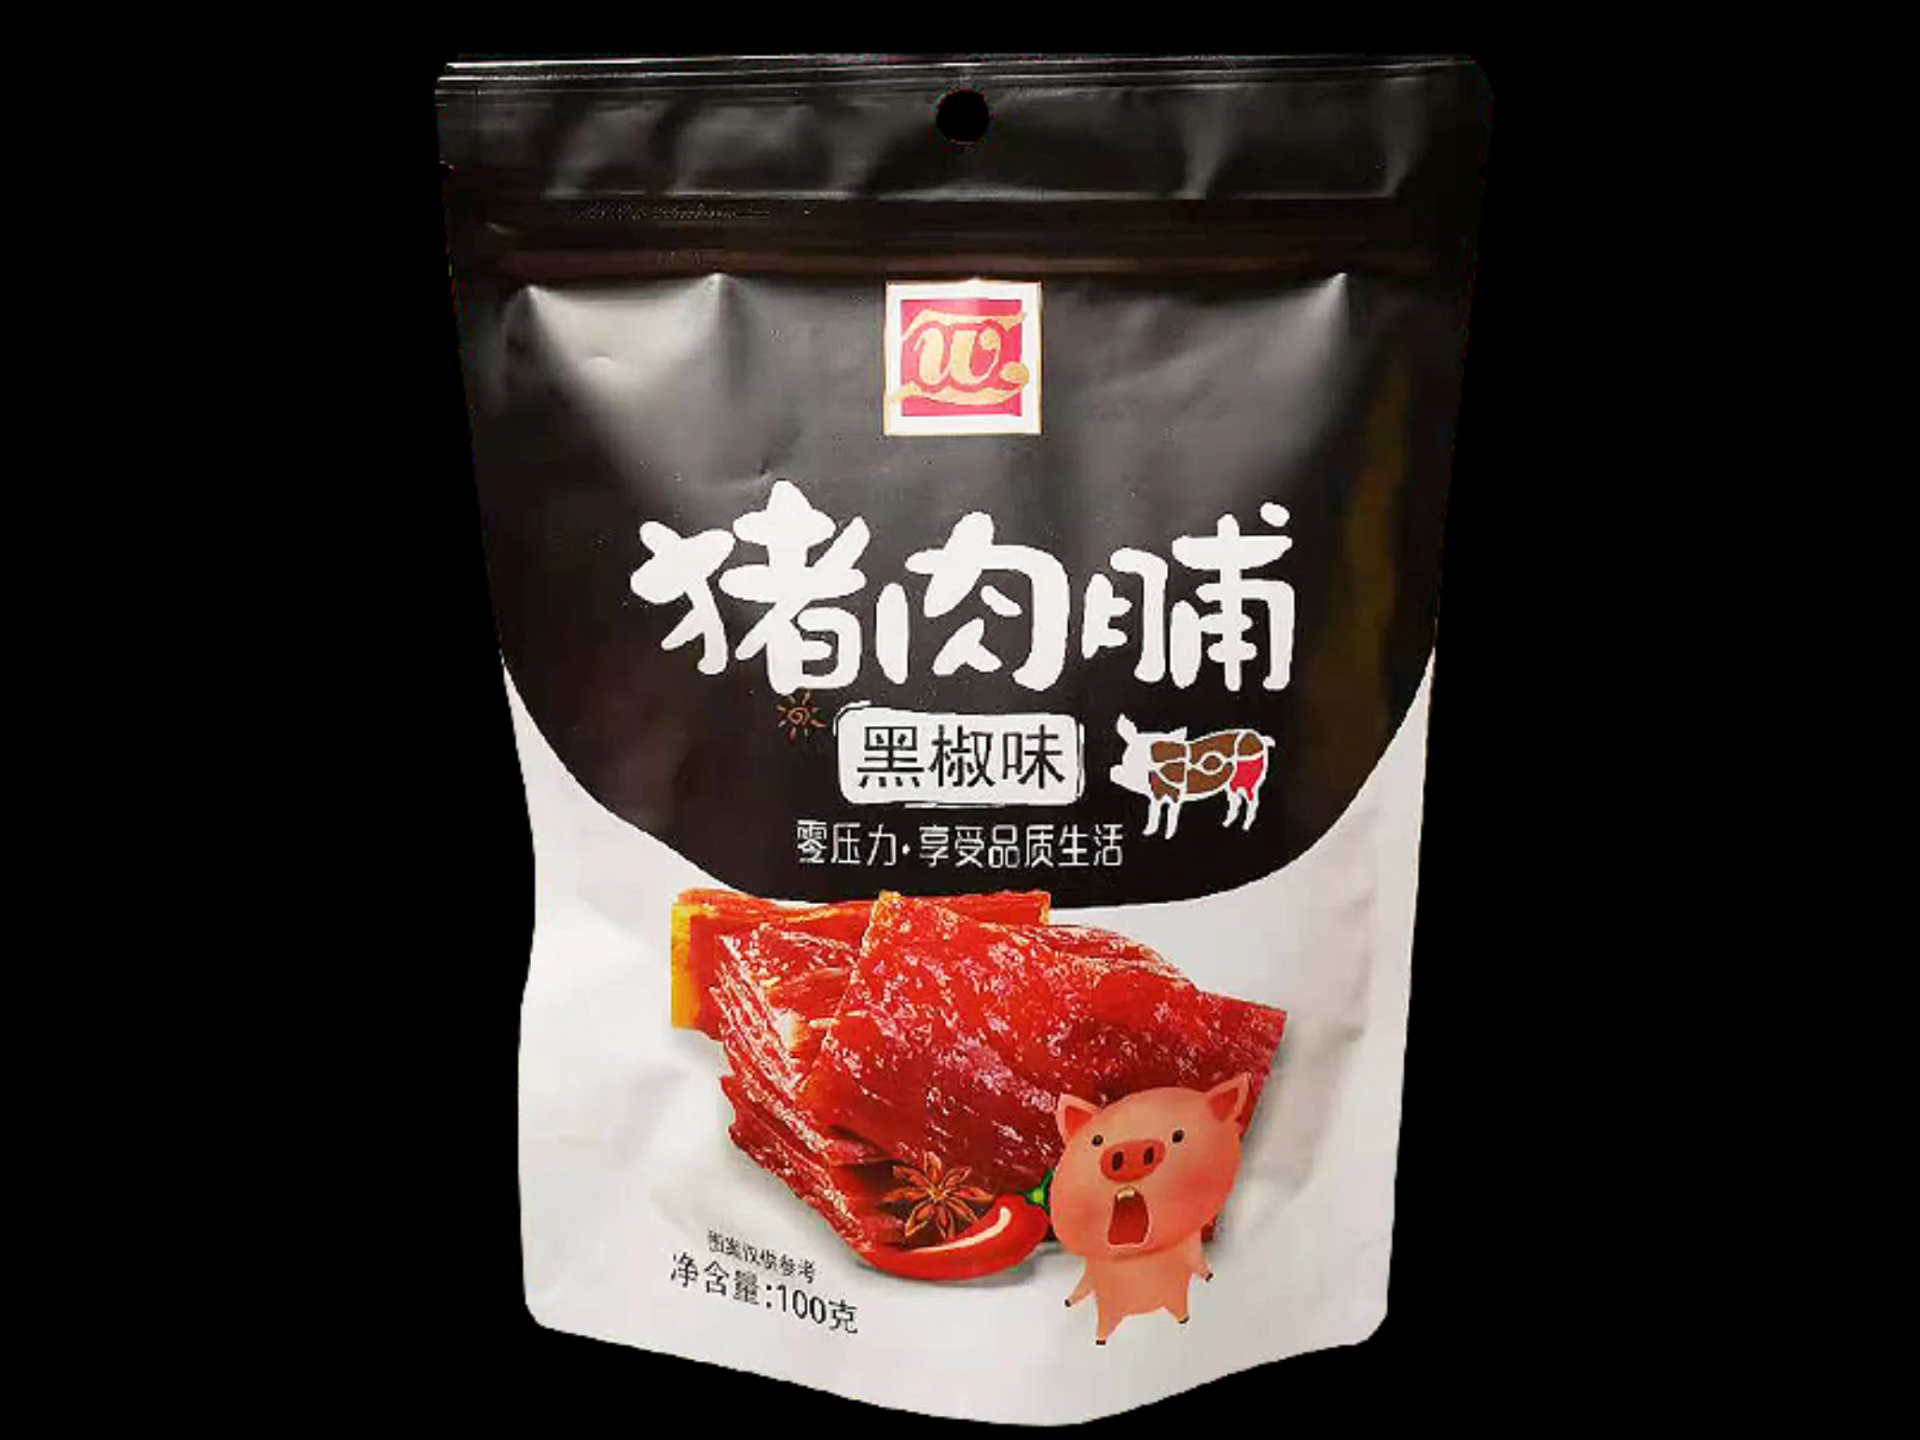 w
猪肉脯
黑椒味
零压力·享受品质生活
图案仅供参考
净含量:100克